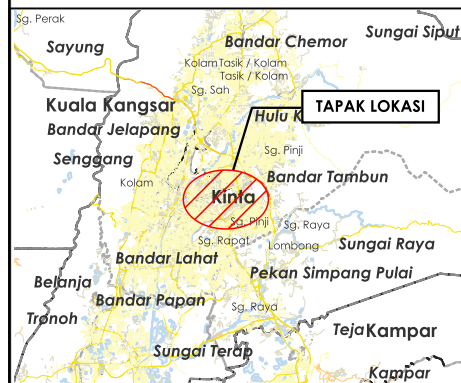 Sg. Perak
Sungai Siput
Sayung
Bandar Chemor
Kolam Tasik / Kolam
Tasik / Kolam
Sg. Sah
Kuala Kangsar
TAPAK LOKASI
Hulu K
Bandar Jelapang
Sg. Pinji
Senggang
Bandar Tambun
Kolam
Kinta
Sg. Pinji
Sg. Raya
Sg. Rapat
Lombong
Sungai Raya
Bandar Lahat
Pekan Simpang Pulai
Belanja
Bandar Papan
Sg. Raya
Tronoh
Teja Kampar
Sungai Terap
Kampar